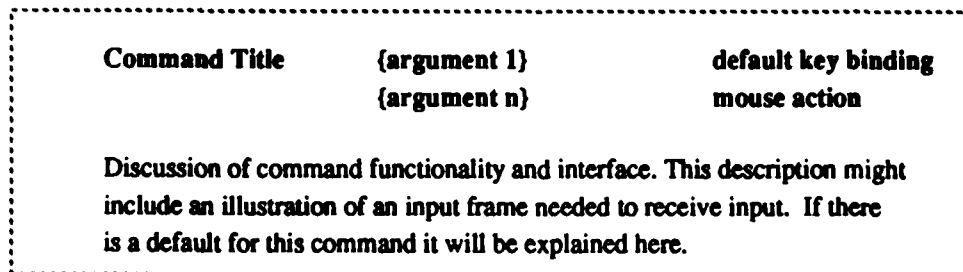 Command Title {argument 1} default key binding
{argument n} mouse action
Discussion of command functionality and interface. This description might
include an illustration of an input frame needed to receive input. If there
is a default for this command it will be explained here.